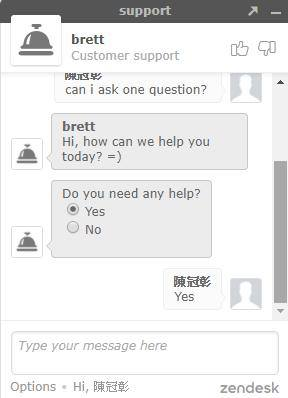 support
brett
Customer support
陳冠彰
can i ask one question?
brett
Hi, how can we help you
today? =)
Do you need any help?
Yes
No
陳冠彰
Yes
Type your message here
Options • Hi, 陳冠彰
zendesk